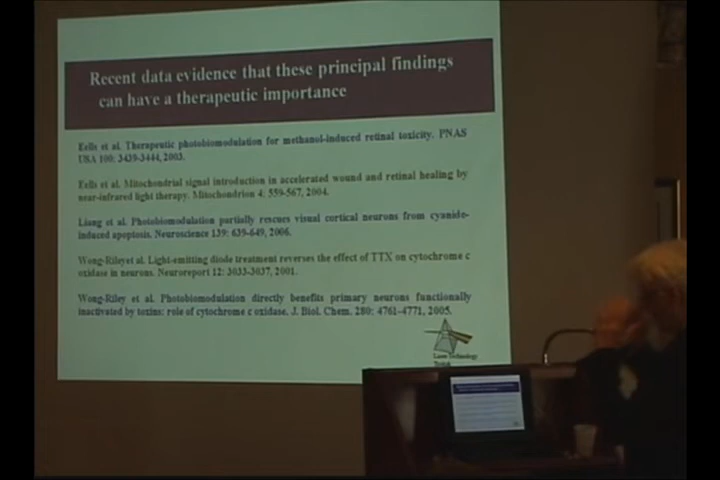 Recent data evidence that these principal findings
can have a therapeutic importance
Eells et al. Therapeutic photobiomodulation for methanol-induced retinal toxicity. PNAS
USA 100: 3439-3444, 2003.
Eells et al. Mitochondrial signal introduction in accelerated wound and retinal healing by
near-infrared light therapy. Mitochondrion 4: 559-567, 2004.
Liang et al. Photobiomodulation partially rescues visual cortical neurons from cyanide-
induced apoptosis. Neuroscience 139: 639-649, 2006.
Wong-Rileyet al. Light-emitting diode treatment reverses the effect of TTX on cytochrome c
oxidase in neurons. Neuroreport 12: 3033-3037, 2001.
Wong-Riley et al. Photobiomodulation directly benefits primary neurons functionally
inactivated by toxins: role of cytochrome c oxidase. J. Biol. Chem. 280: 4761-4771, 2005.
Laser Technology